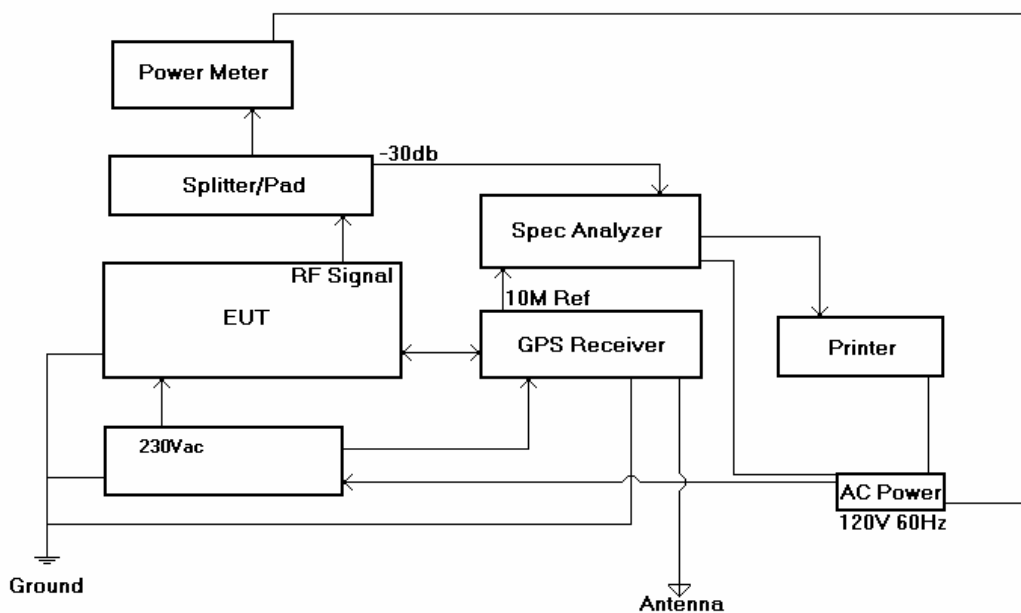 Power Meter
-30db
Splitter/Pad
Spec Analyzer
RF Signal
10M Ref
EUT
GPS Receiver
Printer
230Vac
AC Power
120V 60Hz
Ground
Antenna